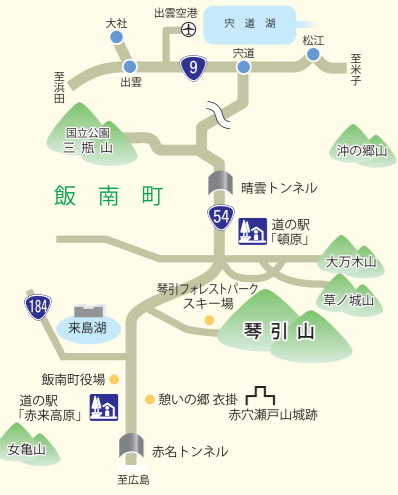 出雲空港
大社
宍道湖
松江
宍道
至米子
9
出雲
至浜田
国立公園
三瓶山
沖の郷山
晴雲トンネル
飯南町
54
道の駅
「頓原」
大万木山
琴引フォレストパーク
スキー場
草ノ城山
184
来島湖
琴引山
飯南町役場
道の駅
「赤来高原」
憩いの郷 衣掛
赤穴瀬戸山城跡
女亀山
赤名トンネル
至広島